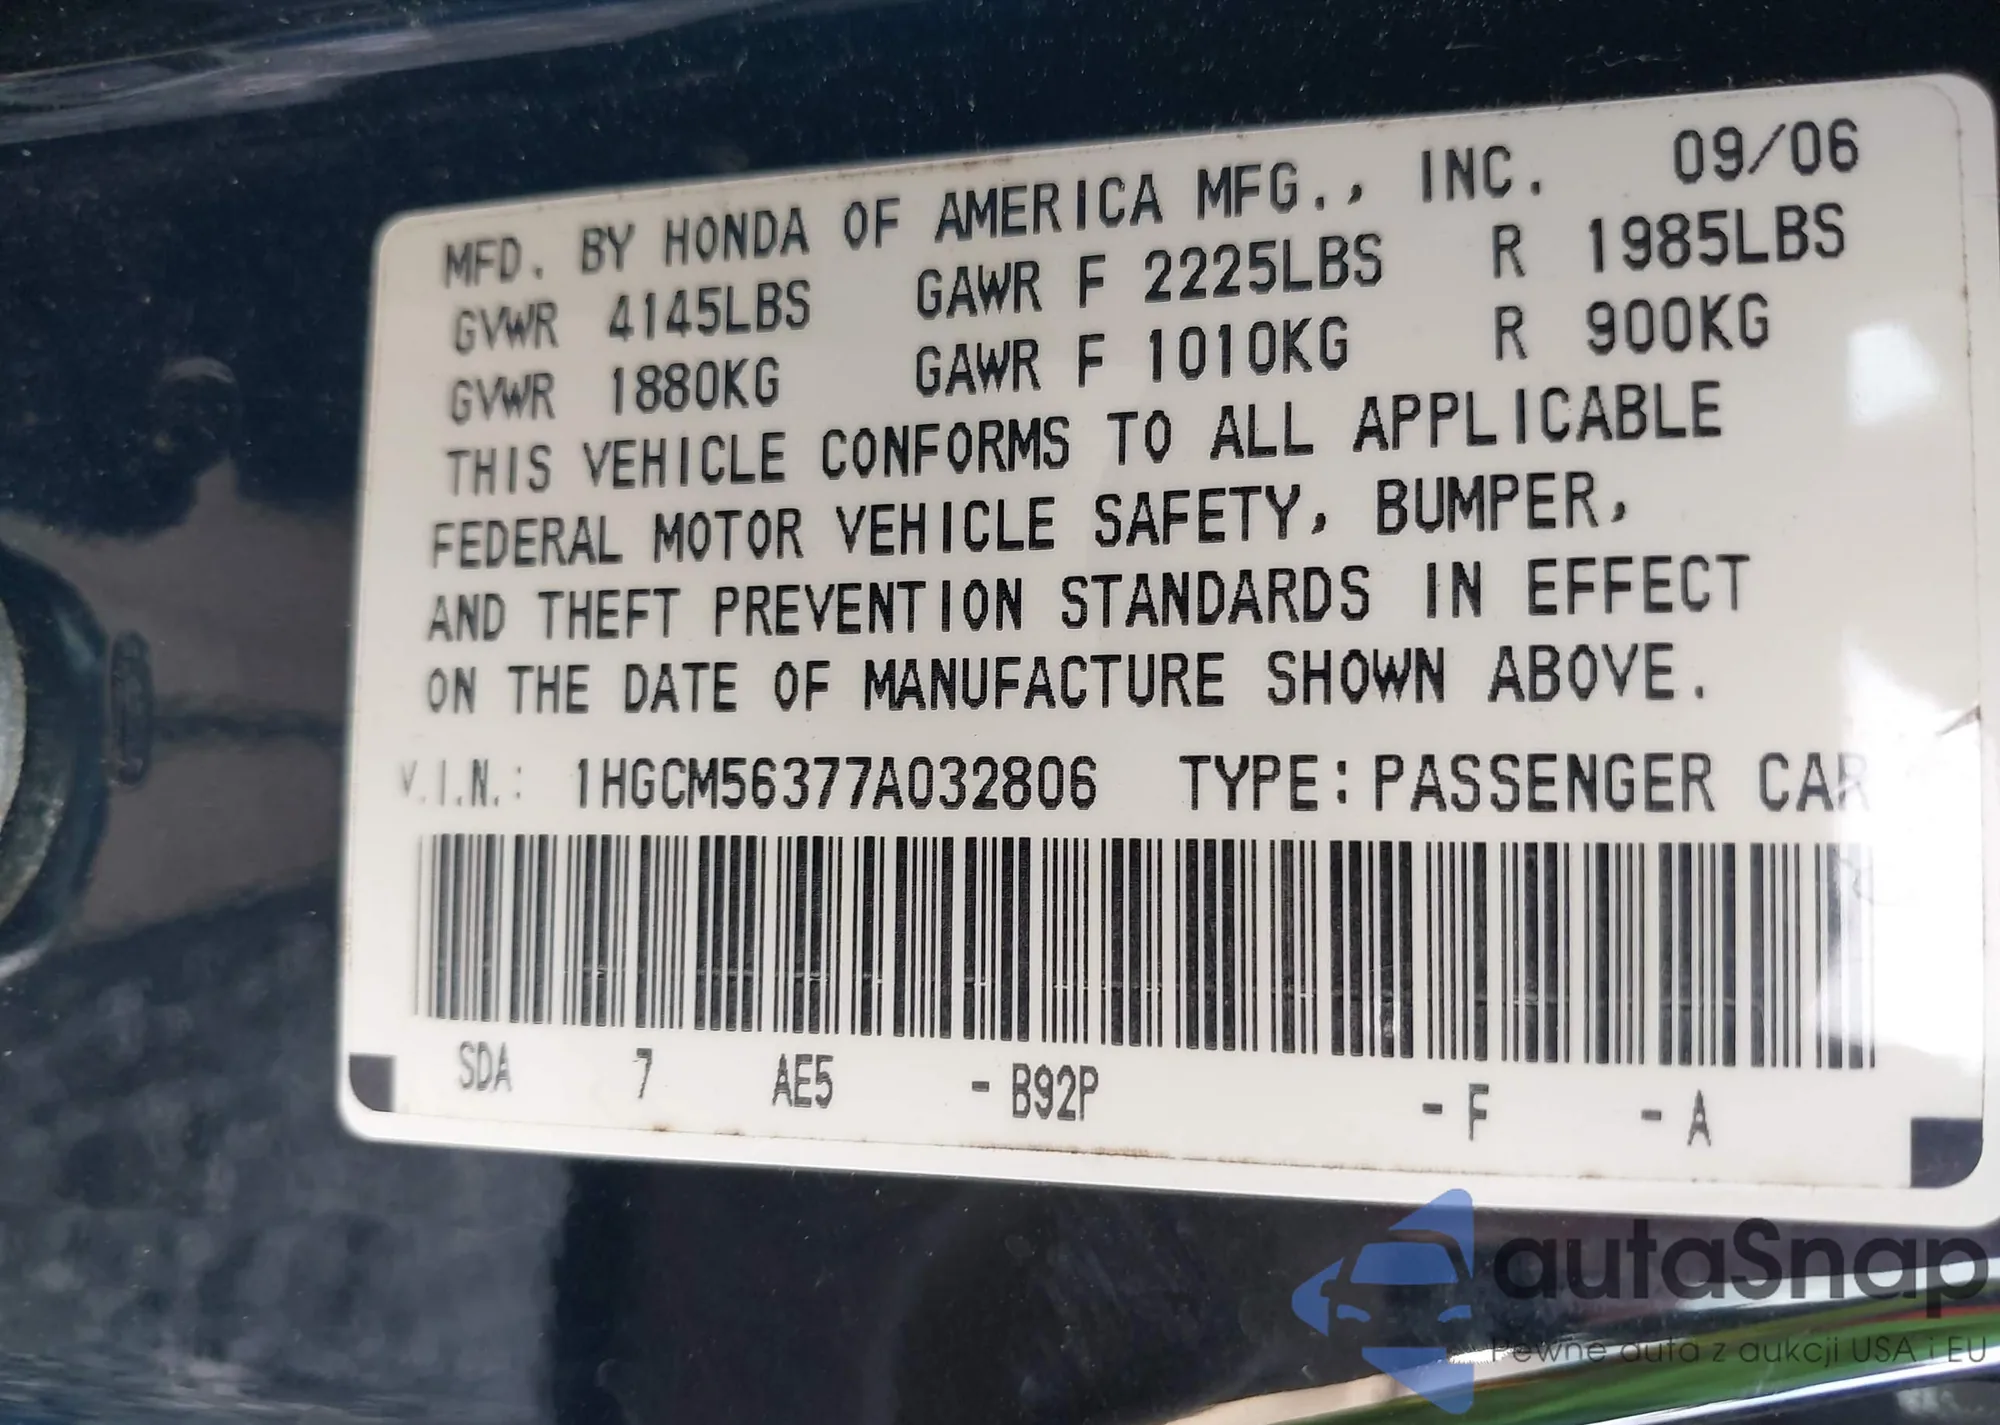 MFD. BY HONDA OF AMERICA MFG., INC. 09/06
GVWR 4145LBS GAWR F 2225LBS R 1985LBS
GVWR 1880KG GAWR F 1010KG R 900KG
THIS VEHICLE CONFORMS TO ALL APPLICABLE
FEDERAL MOTOR VEHICLE SAFETY, BUMPER,
AND THEFT PREVENTION STANDARDS IN EFFECT
ON THE DATE OF MANUFACTURE SHOWN ABOVE.
V.I.N.: 1HGCM56377A032806 TYPE: PASSENGER CAR
SDA 7 AE5 - B92P - F - A
autaSnap
Pewne auta z aukcji USA i EU